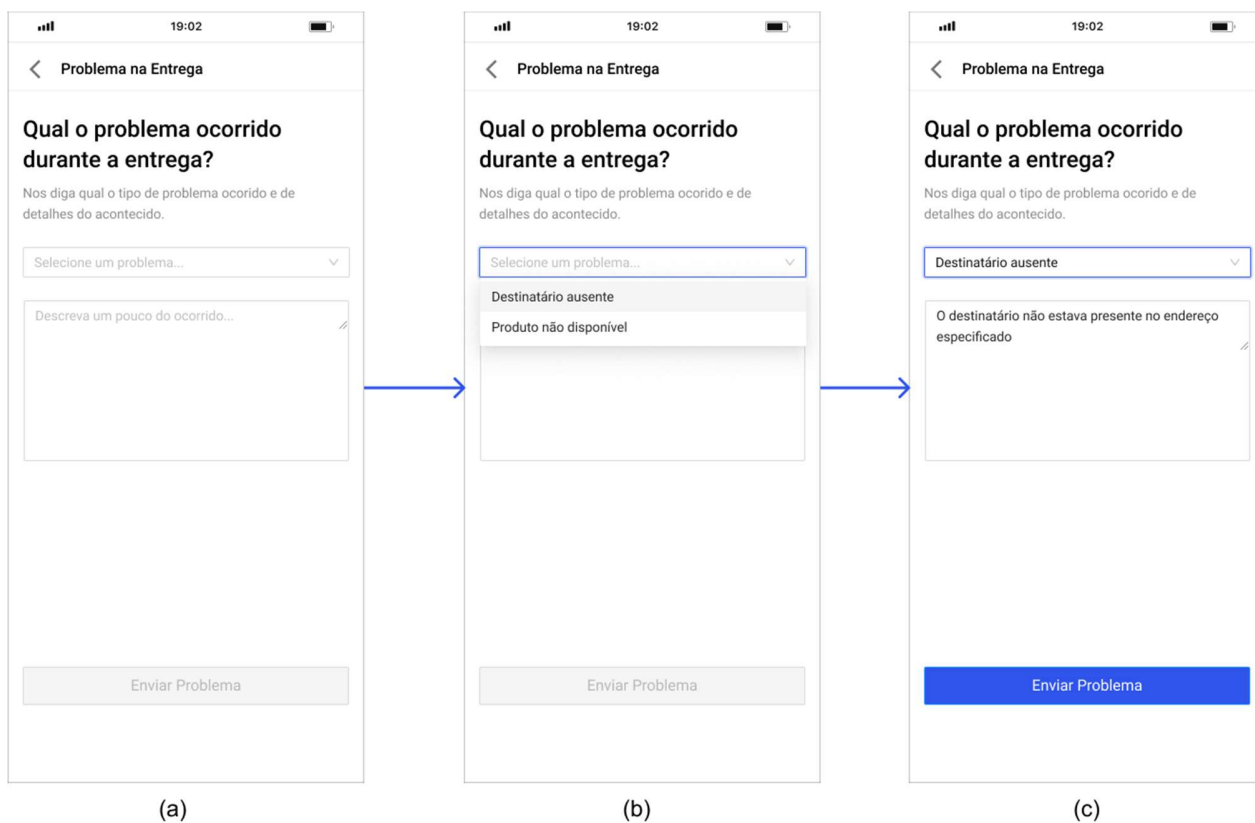 19:02
Problema na Entrega
Qual o problema ocorrido
durante a entrega?
Nos diga qual o tipo de problema ocorido e de
detalhes do acontecido.
Selecione um problema...
Descreva um pouco do ocorrido...
Enviar Problema
(a)
19:02
Problema na Entrega
Qual o problema ocorrido
durante a entrega?
Nos diga qual o tipo de problema ocorido e de
detalhes do acontecido.
Selecione um problema...
Destinatário ausente
Produto não disponível
Enviar Problema
(b)
19:02
Problema na Entrega
Qual o problema ocorrido
durante a entrega?
Nos diga qual o tipo de problema ocorido e de
detalhes do acontecido.
Destinatário ausente
O destinatário não estava presente no endereço
especificado
Enviar Problema
(c)